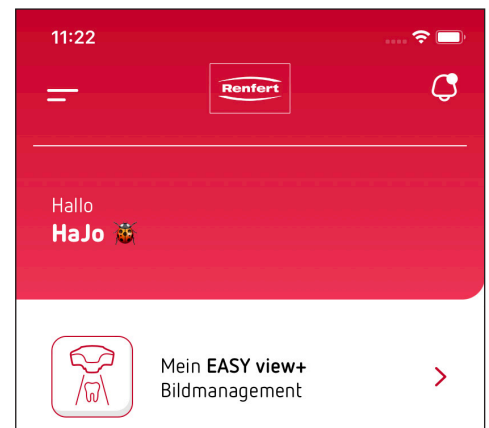 11:22
Renfert
Hallo
HaJo 🐞
Mein EASY view+
Bildmanagement